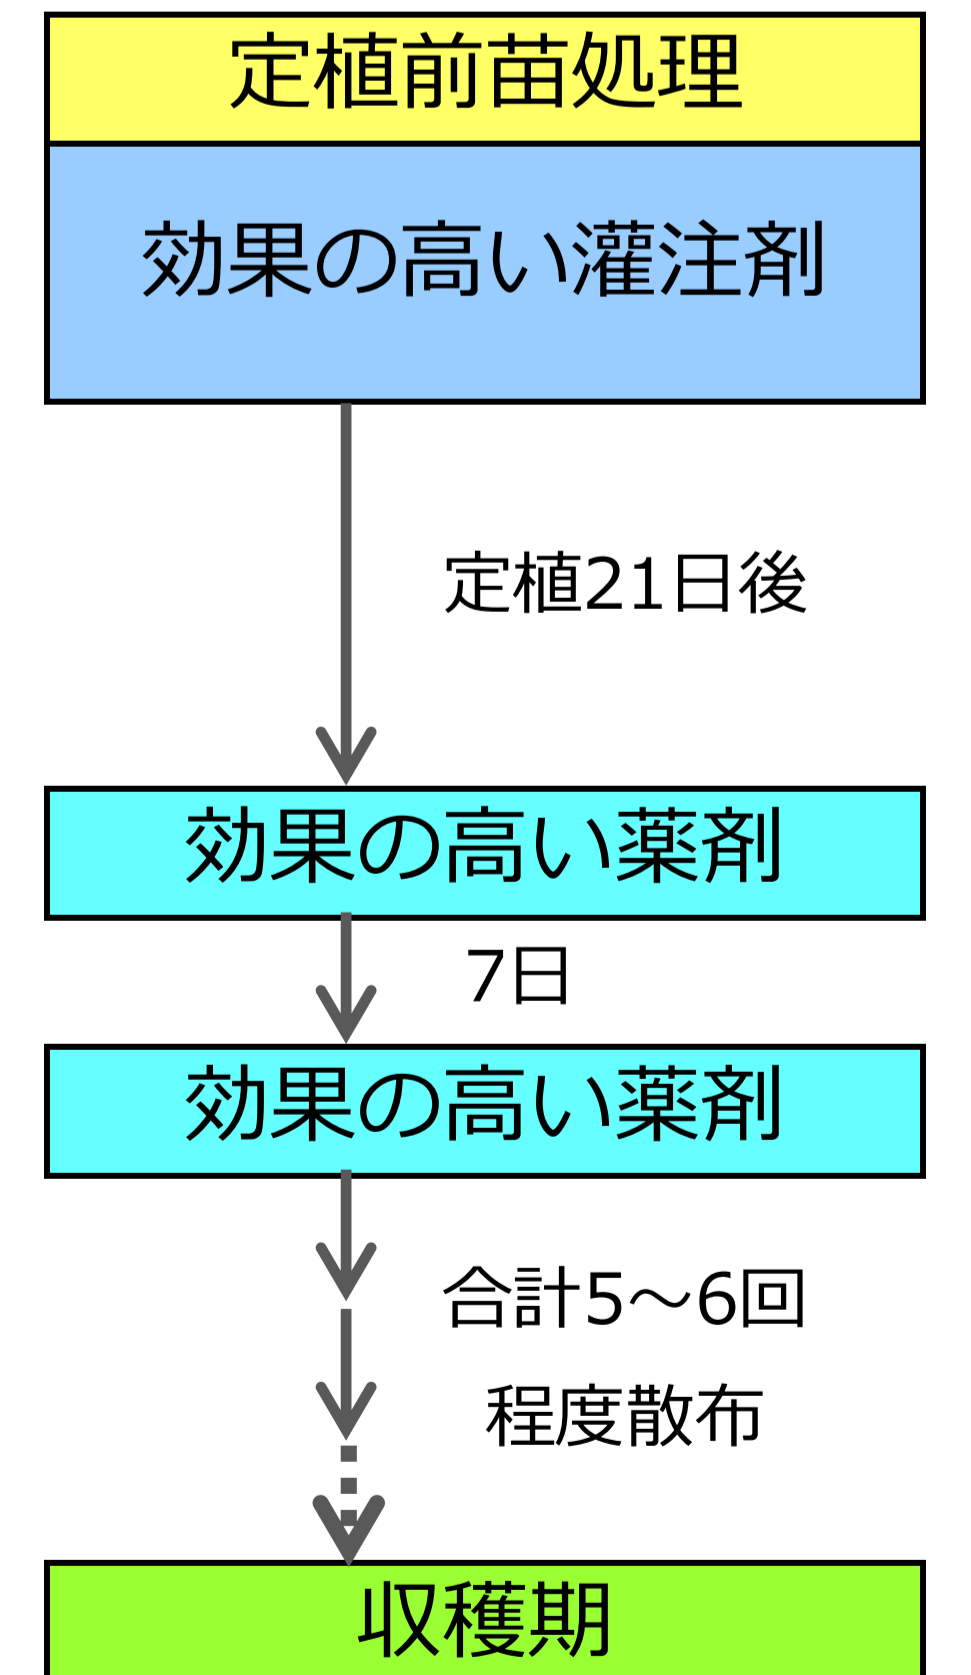 定植前苗処理
効果の高い灌注剤
定植21日後
効果の高い薬剤
7日
効果の高い薬剤
合計5～6回
程度散布
収穫期